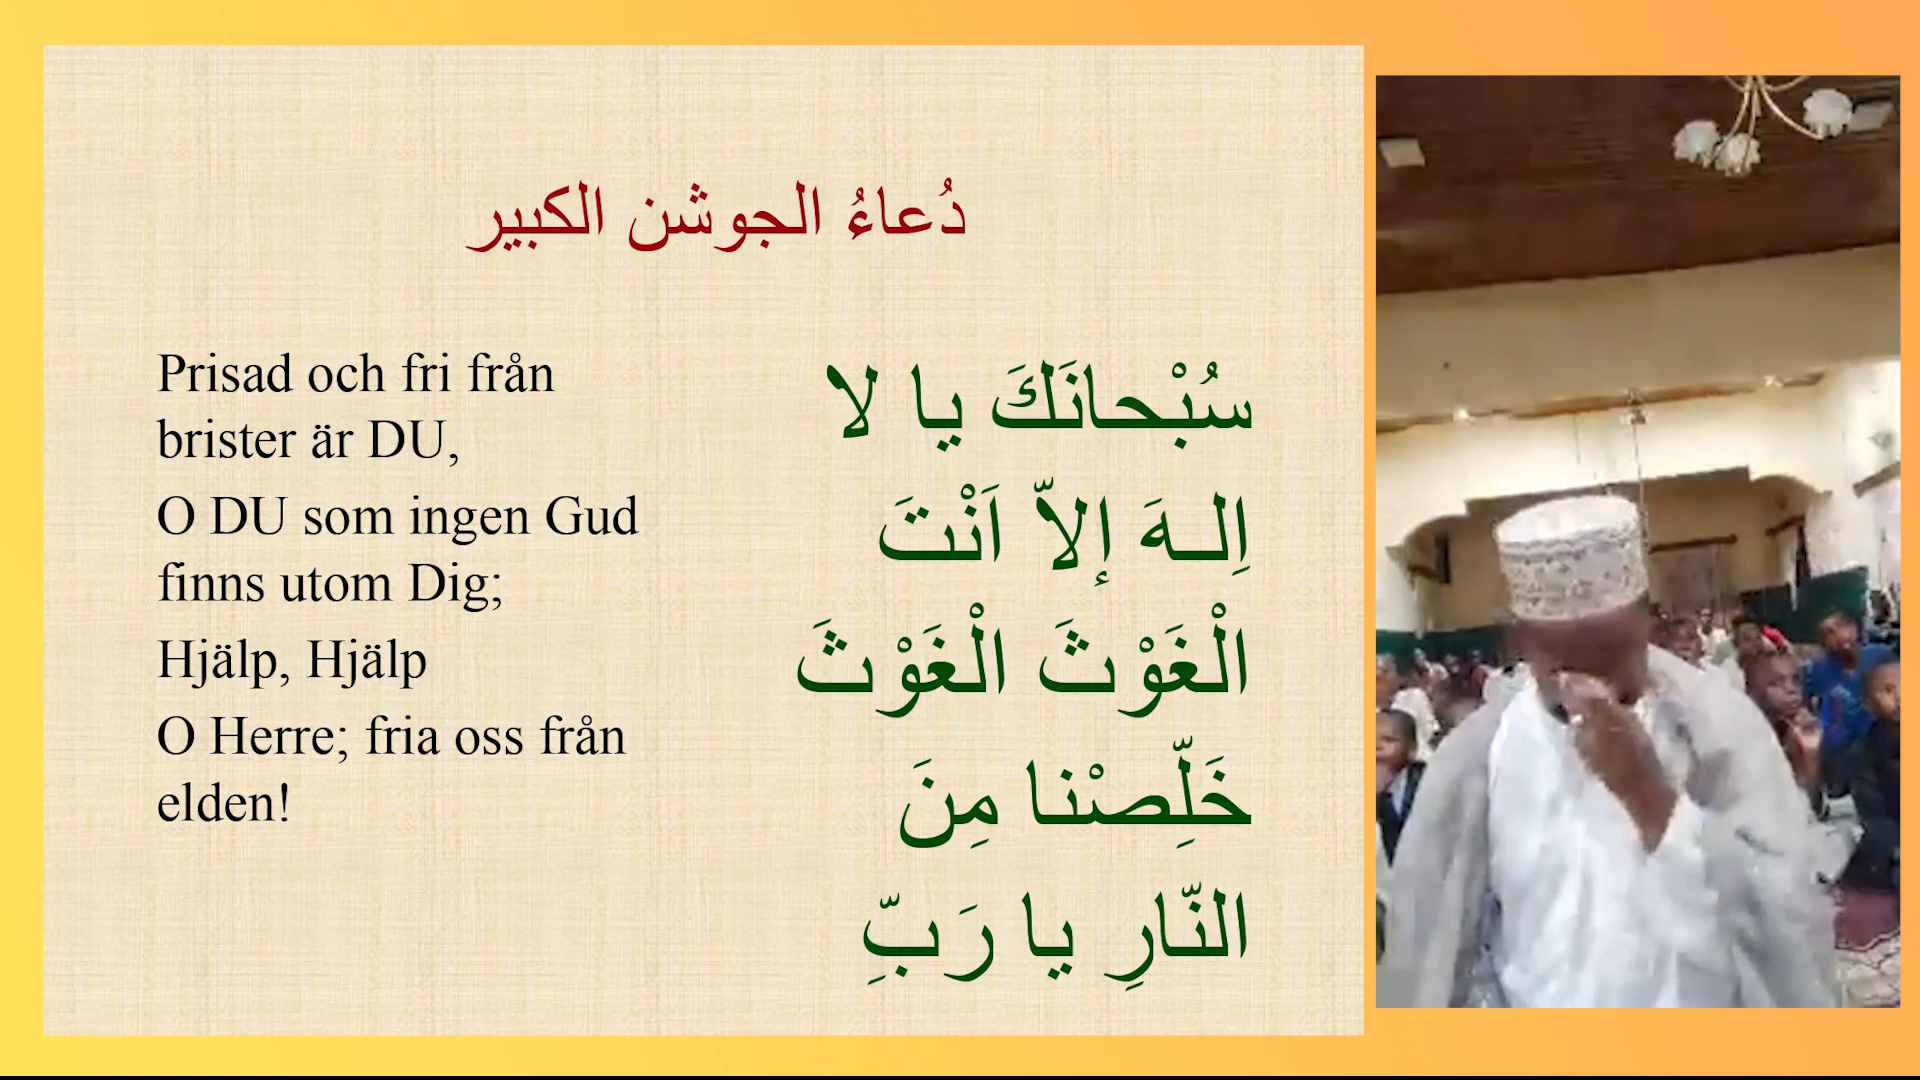 دُعاءُ الجوشن الكبير
Prisad och fri från
brister är DU,
O DU som ingen Gud
finns utom Dig;
Hjälp, Hjälp
O Herre; fria oss från
elden!
سُبْحانَكَ يا لا
اِلـهَ إلاّ اَنْتَ
الْغَوْثَ الْغَوْثَ
خَلِّصْنا مِنَ
النّارِ يا رَبِّ